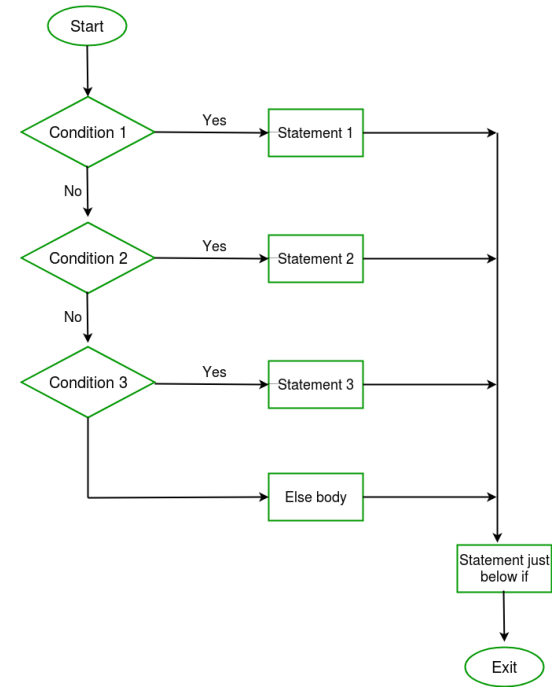 Start
Condition 1
Yes
Statement 1
No
Condition 2
Yes
Statement 2
No
Condition 3
Yes
Statement 3
Else body
Statement just
below if
Exit